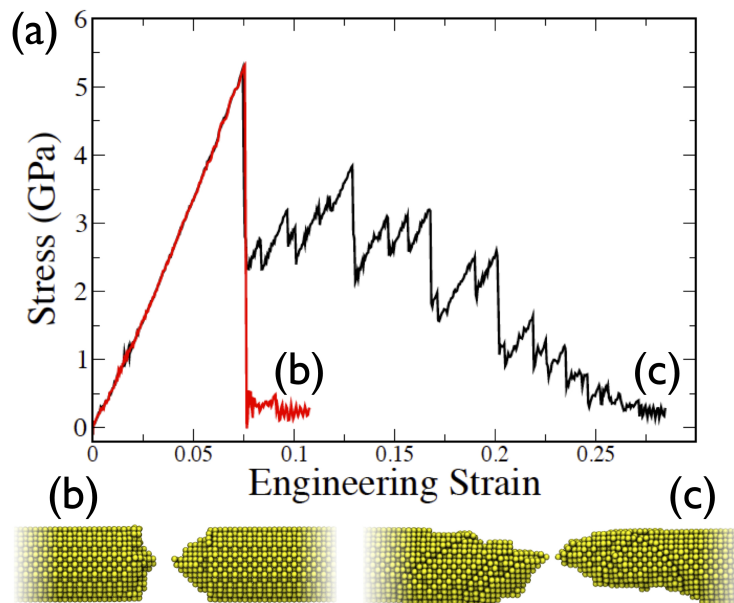 (a)
6
5
4
3
2
1
0
Stress (GPa)
(b)
(c)
0 0.05 0.1 0.15 0.2 0.25
Engineering Strain
(b)
(c)